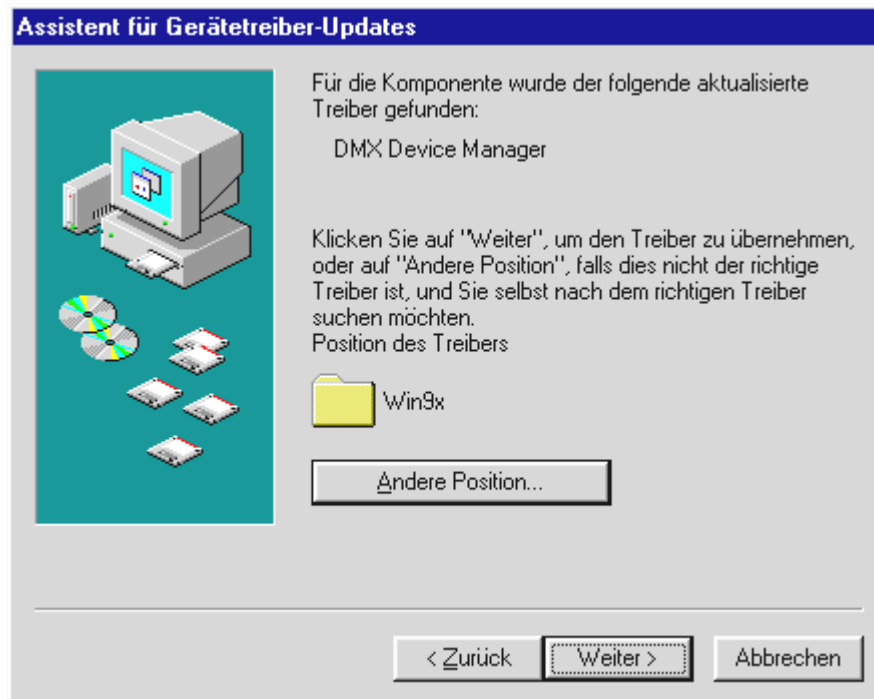 Assistent für Gerätetreiber-Updates
Für die Komponente wurde der folgende aktualisierte
Treiber gefunden:
DMX Device Manager
Klicken Sie auf "Weiter", um den Treiber zu übernehmen,
oder auf "Andere Position", falls dies nicht der richtige
Treiber ist, und Sie selbst nach dem richtigen Treiber
suchen möchten.
Position des Treibers
Win9x
Andere Position...
< Zurück
Weiter >
Abbrechen